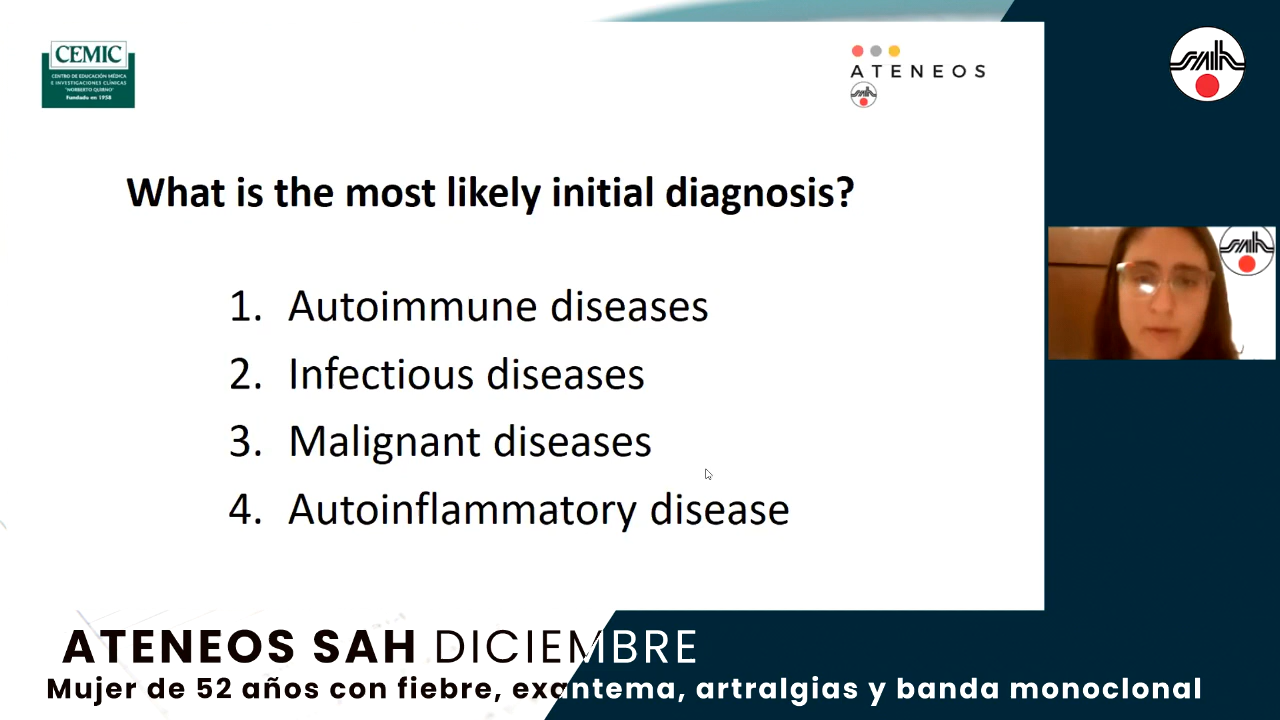 CEMIC
CENTRO DE EDUCACIÓN MÉDICA
E INVESTIGACIONES CLÍNICAS
"NORBERTO QUIRNO"
Fundado en 1958
ATENEOS
What is the most likely initial diagnosis?
1. Autoimmune diseases
2. Infectious diseases
3. Malignant diseases
4. Autoinflammatory disease
ATENEOS SAH DICIEMBRE
Mujer de 52 años con fiebre, exantema, artralgias y banda monoclonal